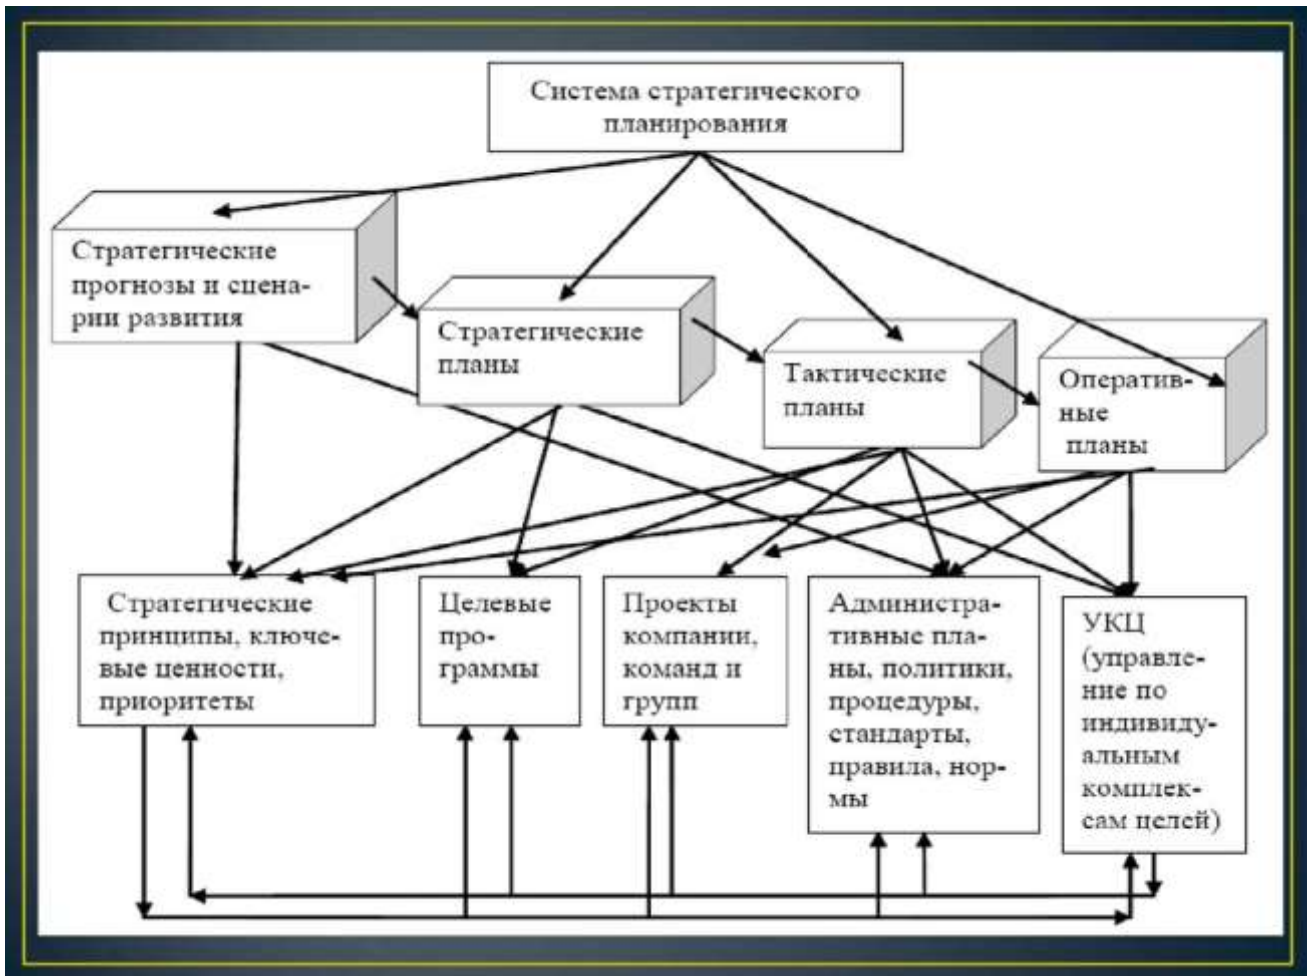 Система стратегического
планирования
Стратегические
прогнозы и сцена-
рии развития
Стратегические
планы
Тактические
планы
Оператив-
ные
планы
Стратегические
принципы, ключе-
вые ценности,
приоритеты
Целевые
про-
граммы
Проекты
компании,
команд и
групп
Администра-
тивные пла-
ны, политики,
процедуры,
стандарты,
правила, нор-
мы
УКЦ
(управле-
ние по
индивиду-
альным
комплек-
сам целей)